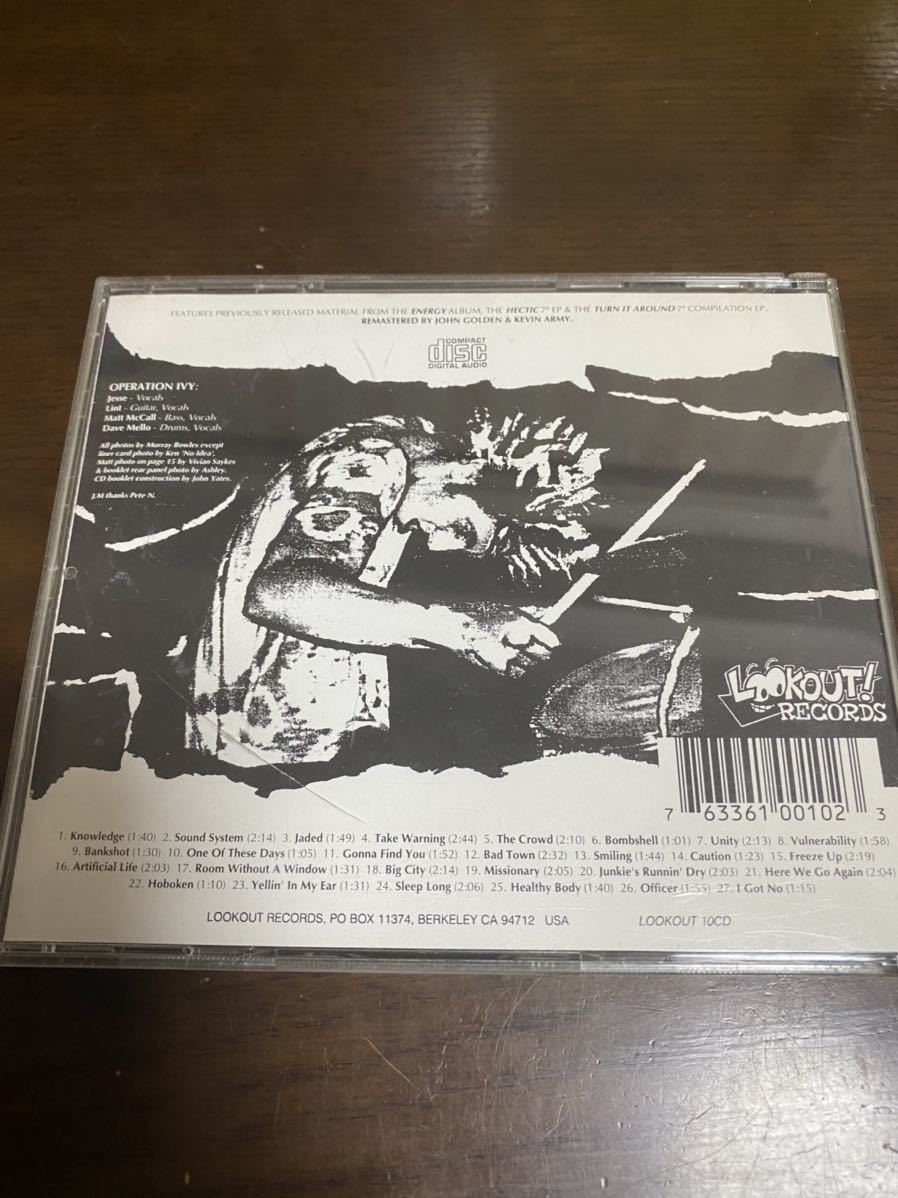 FEATURES PREVIOUSLY RELEASED MATERIAL FROM THE ENERGY ALBUM, THE HECTIC 7" EP & THE TURN IT AROUND 7" COMPILATION EP.
REMASTERED BY JOHN GOLDEN & KEVIN ARMY.
COMPACT
disc
DIGITAL AUDIO
OPERATION IVY:
Jesse - Vocals
Lint - Guitar, Vocals
Matt McCall - Bass, Vocals
Dave Mello - Drums, Vocals
All photos by Murray Bowles except
liner card photo by Ken 'No Idea',
Matt photo on page 15 by Vivian Saykes
& booklet rear panel photo by Ashley.
CD booklet construction by John Yates.
J.M thanks Pete N.
LOOKOUT!
RECORDS
7 63361 00102 3
1. Knowledge (1:40) 2. Sound System (2:14) 3. Jaded (1:49) 4. Take Warning (2:44) 5. The Crowd (2:10) 6. Bombshell (1:01) 7. Unity (2:13) 8. Vulnerability (1:58)
9. Bankshot (1:30) 10. One Of These Days (1:05) 11. Gonna Find You (1:52) 12. Bad Town (2:32) 13. Smiling (1:44) 14. Caution (1:23) 15. Freeze Up (2:19)
16. Artificial Life (2:03) 17. Room Without A Window (1:31) 18. Big City (2:14) 19. Missionary (2:05) 20. Junkie's Runnin' Dry (2:03) 21. Here We Go Again (2:04)
22. Hoboken (1:10) 23. Yellin' In My Ear (1:31) 24. Sleep Long (2:06) 25. Healthy Body (1:40) 26. Officer (1:55) 27. I Got No (1:15)
LOOKOUT RECORDS, PO BOX 11374, BERKELEY CA 94712 USA LOOKOUT 10CD